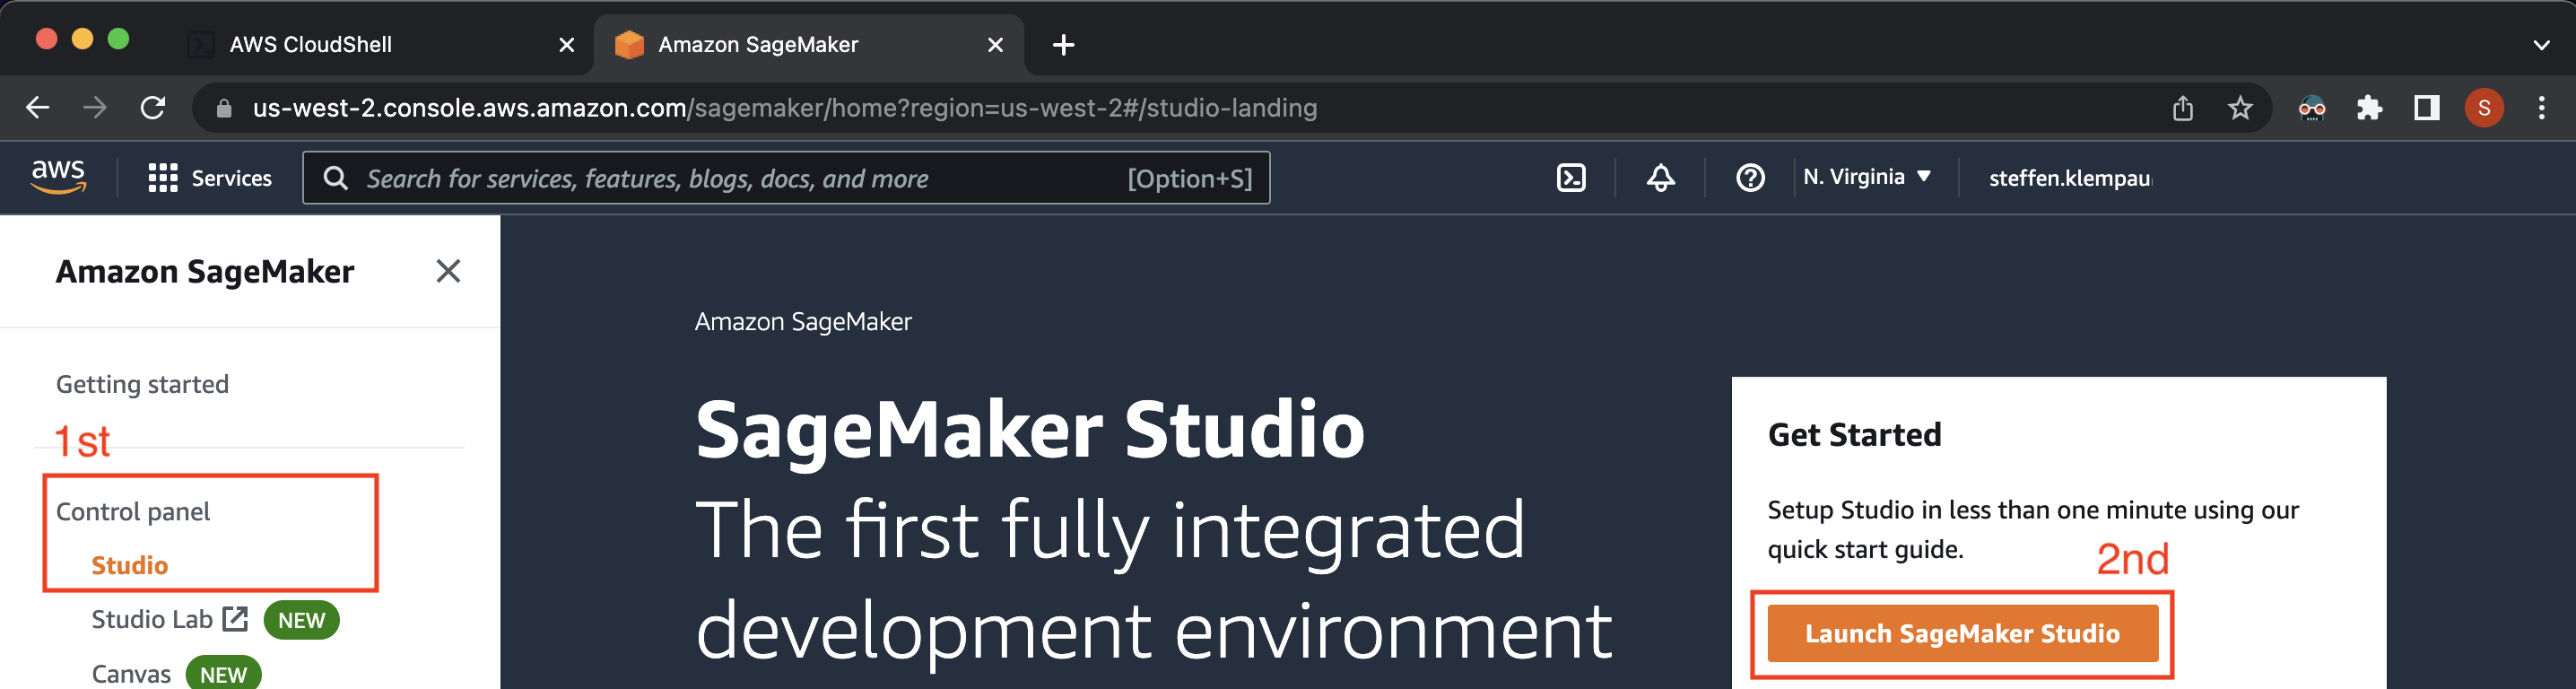 AWS CloudShell
Amazon SageMaker
us-west-2.console.aws.amazon.com/sagemaker/home?region=us-west-2#/studio-landing
S
aws
Services
Search for services, features, blogs, docs, and more
[Option+S]
N. Virginia
steffen.klempau
Amazon SageMaker
Getting started
1st
Control panel
Studio
Studio Lab NEW
Canvas NEW
Amazon SageMaker
SageMaker Studio
The first fully integrated
development environment
Get Started
Setup Studio in less than one minute using our
quick start guide.
2nd
Launch SageMaker Studio